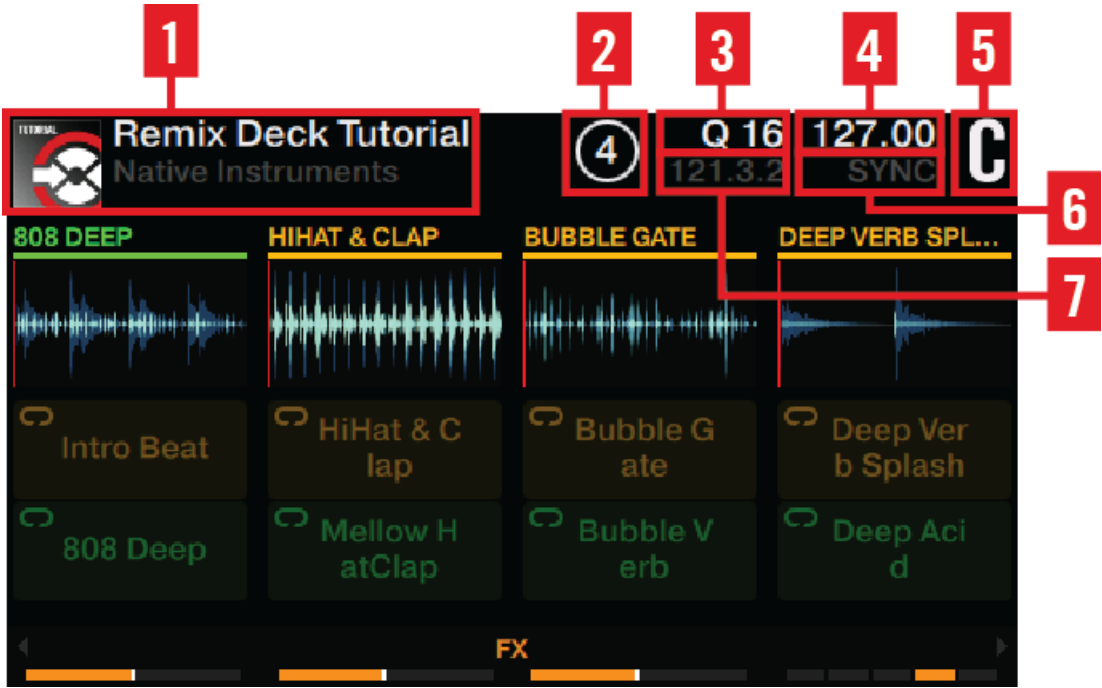 1
2
3
4
5
TUTORIAL
Remix Deck Tutorial
Native Instruments
4
Q 16
127.00
C
121.3.2
SYNC
6
808 DEEP
HIHAT & CLAP
BUBBLE GATE
DEEP VERB SPL...
7
Intro Beat
HiHat & C
lap
Bubble G
ate
Deep Ver
b Splash
808 Deep
Mellow H
atClap
Bubble V
erb
Deep Aci
d
FX